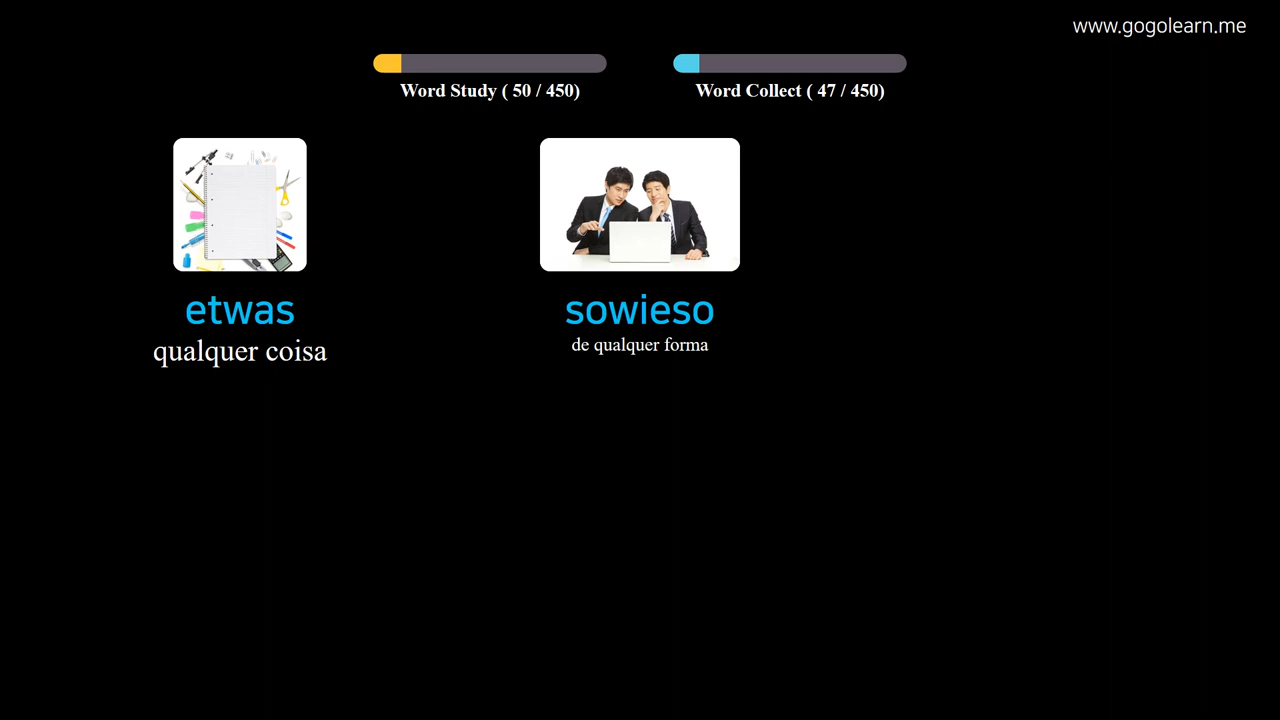 www.gogolearn.me
Word Study ( 50 / 450)
Word Collect ( 47 / 450)
etwas
qualquer coisa
sowieso
de qualquer forma